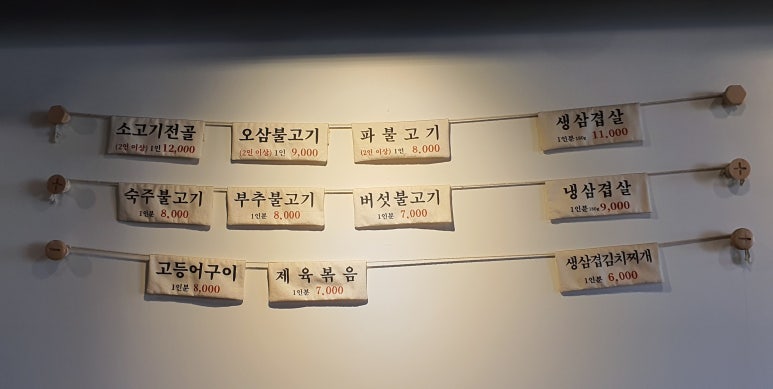 소고기전골
(2인 이상) 1인 12,000
오삼불고기
(2인 이상) 1인 9,000
파불고기
(2인 이상) 1인 8,000
생삼겹살
1인분 160g 11,000
숙주불고기
1인분 8,000
부추불고기
1인분 8,000
버섯불고기
1인분 7,000
냉삼겹살
1인분 160g 9,000
고등어구이
1인분 8,000
제육볶음
1인분 7,000
생삼겹김치찌개
1인분 6,000